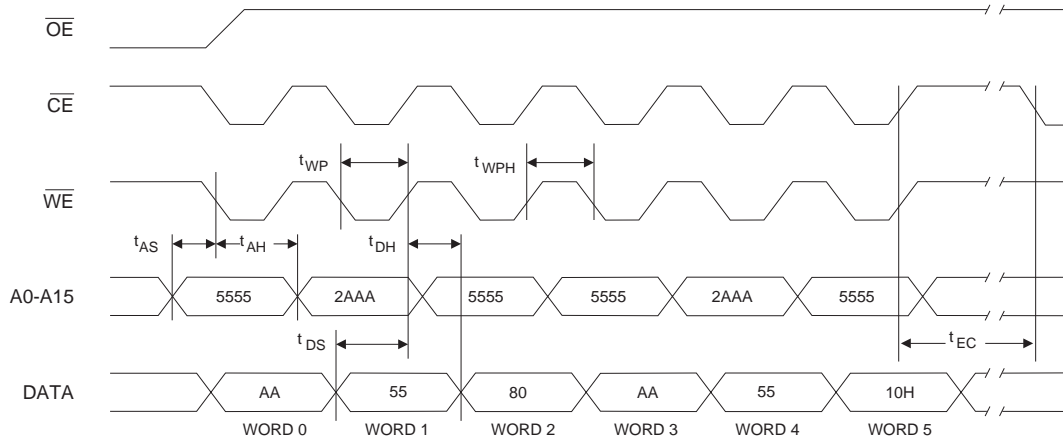 OE
CE
tWP
tWPH
WE
tAS
tAH
tDH
A0-A15
5555
2AAA
5555
5555
2AAA
5555
tDS
tEC
DATA
AA
55
80
AA
55
10H
WORD 0
WORD 1
WORD 2
WORD 3
WORD 4
WORD 5